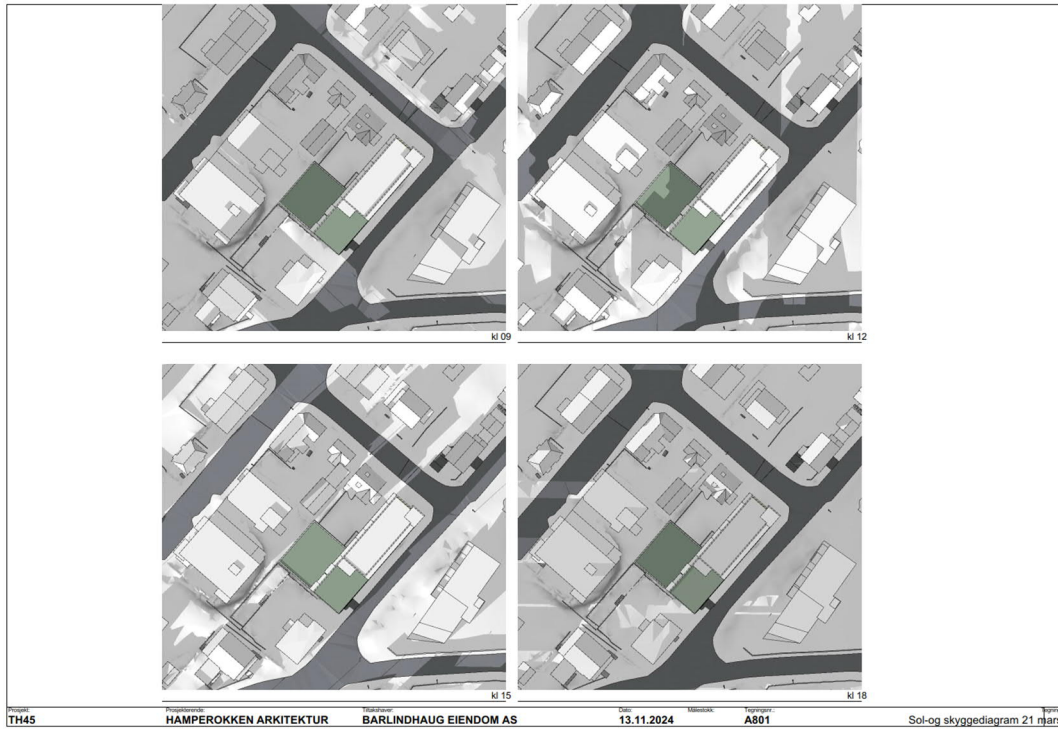 kl 09
kl 12
kl 15
kl 18
Prosjekt: Prosjekterende: Tiltakshaver: Dato: Målestokk: Tegningsnr.: Tegnin
TH45 HAMPEROKKEN ARKITEKTUR BARLINDHAUG EIENDOM AS 13.11.2024 A801 Sol-og skyggediagram 21 mars